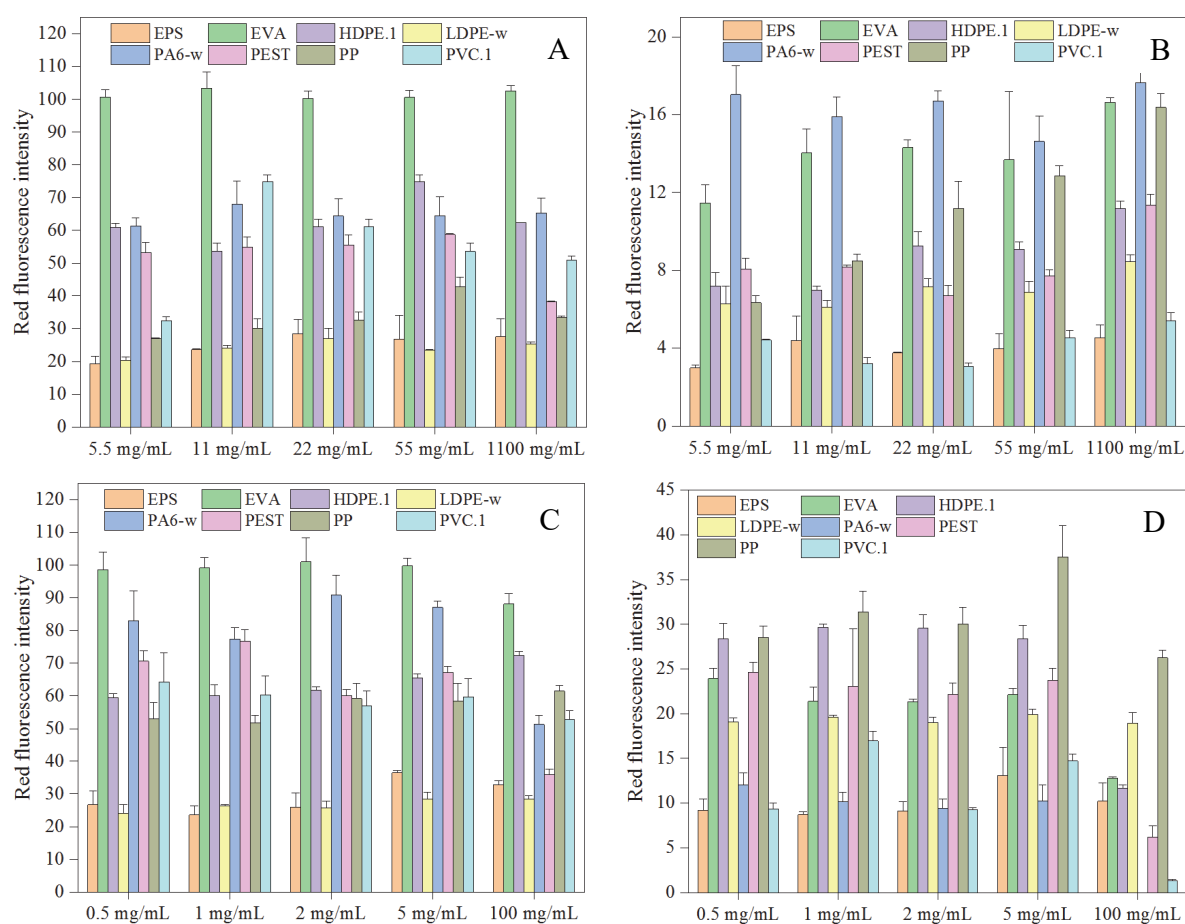 120
110
100
90
80
70
60
50
40
30
20
10
0
Red fluorescence intensity
EPS EVA HDPE.1 LDPE-w
PA6-w PEST PP PVC.1
A
5.5 mg/mL 11 mg/mL 22 mg/mL 55 mg/mL 1100 mg/mL
20
16
12
8
4
0
Red fluorescence intensity
EPS EVA HDPE.1 LDPE-w
PA6-w PEST PP PVC.1
B
5.5 mg/mL 11 mg/mL 22 mg/mL 55 mg/mL 1100 mg/mL
120
110
100
90
80
70
60
50
40
30
20
10
0
Red fluorescence intensity
EPS EVA HDPE.1 LDPE-w
PA6-w PEST PP PVC.1
C
0.5 mg/mL 1 mg/mL 2 mg/mL 5 mg/mL 100 mg/mL
45
40
35
30
25
20
15
10
5
0
Red fluorescence intensity
EPS EVA HDPE.1
LDPE-w PA6-w PEST
PP PVC.1
D
0.5 mg/mL 1 mg/mL 2 mg/mL 5 mg/mL 100 mg/mL